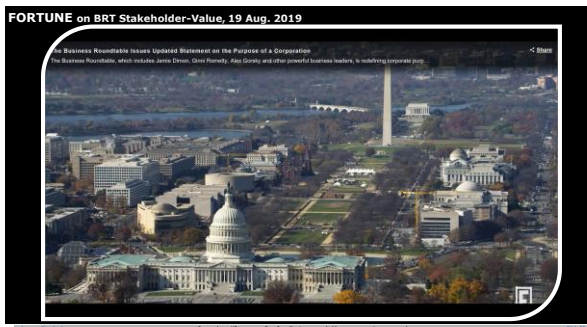 FORTUNE on BRT Stakeholder-Value, 19 Aug. 2019
The Business Roundtable Issues Updated Statement on the Purpose of a Corporation
Share
The Business Roundtable, which includes Jamie Dimon, Ginni Rometty, Alex Gorsky and other powerful business leaders, is redefining corporate purp...
F